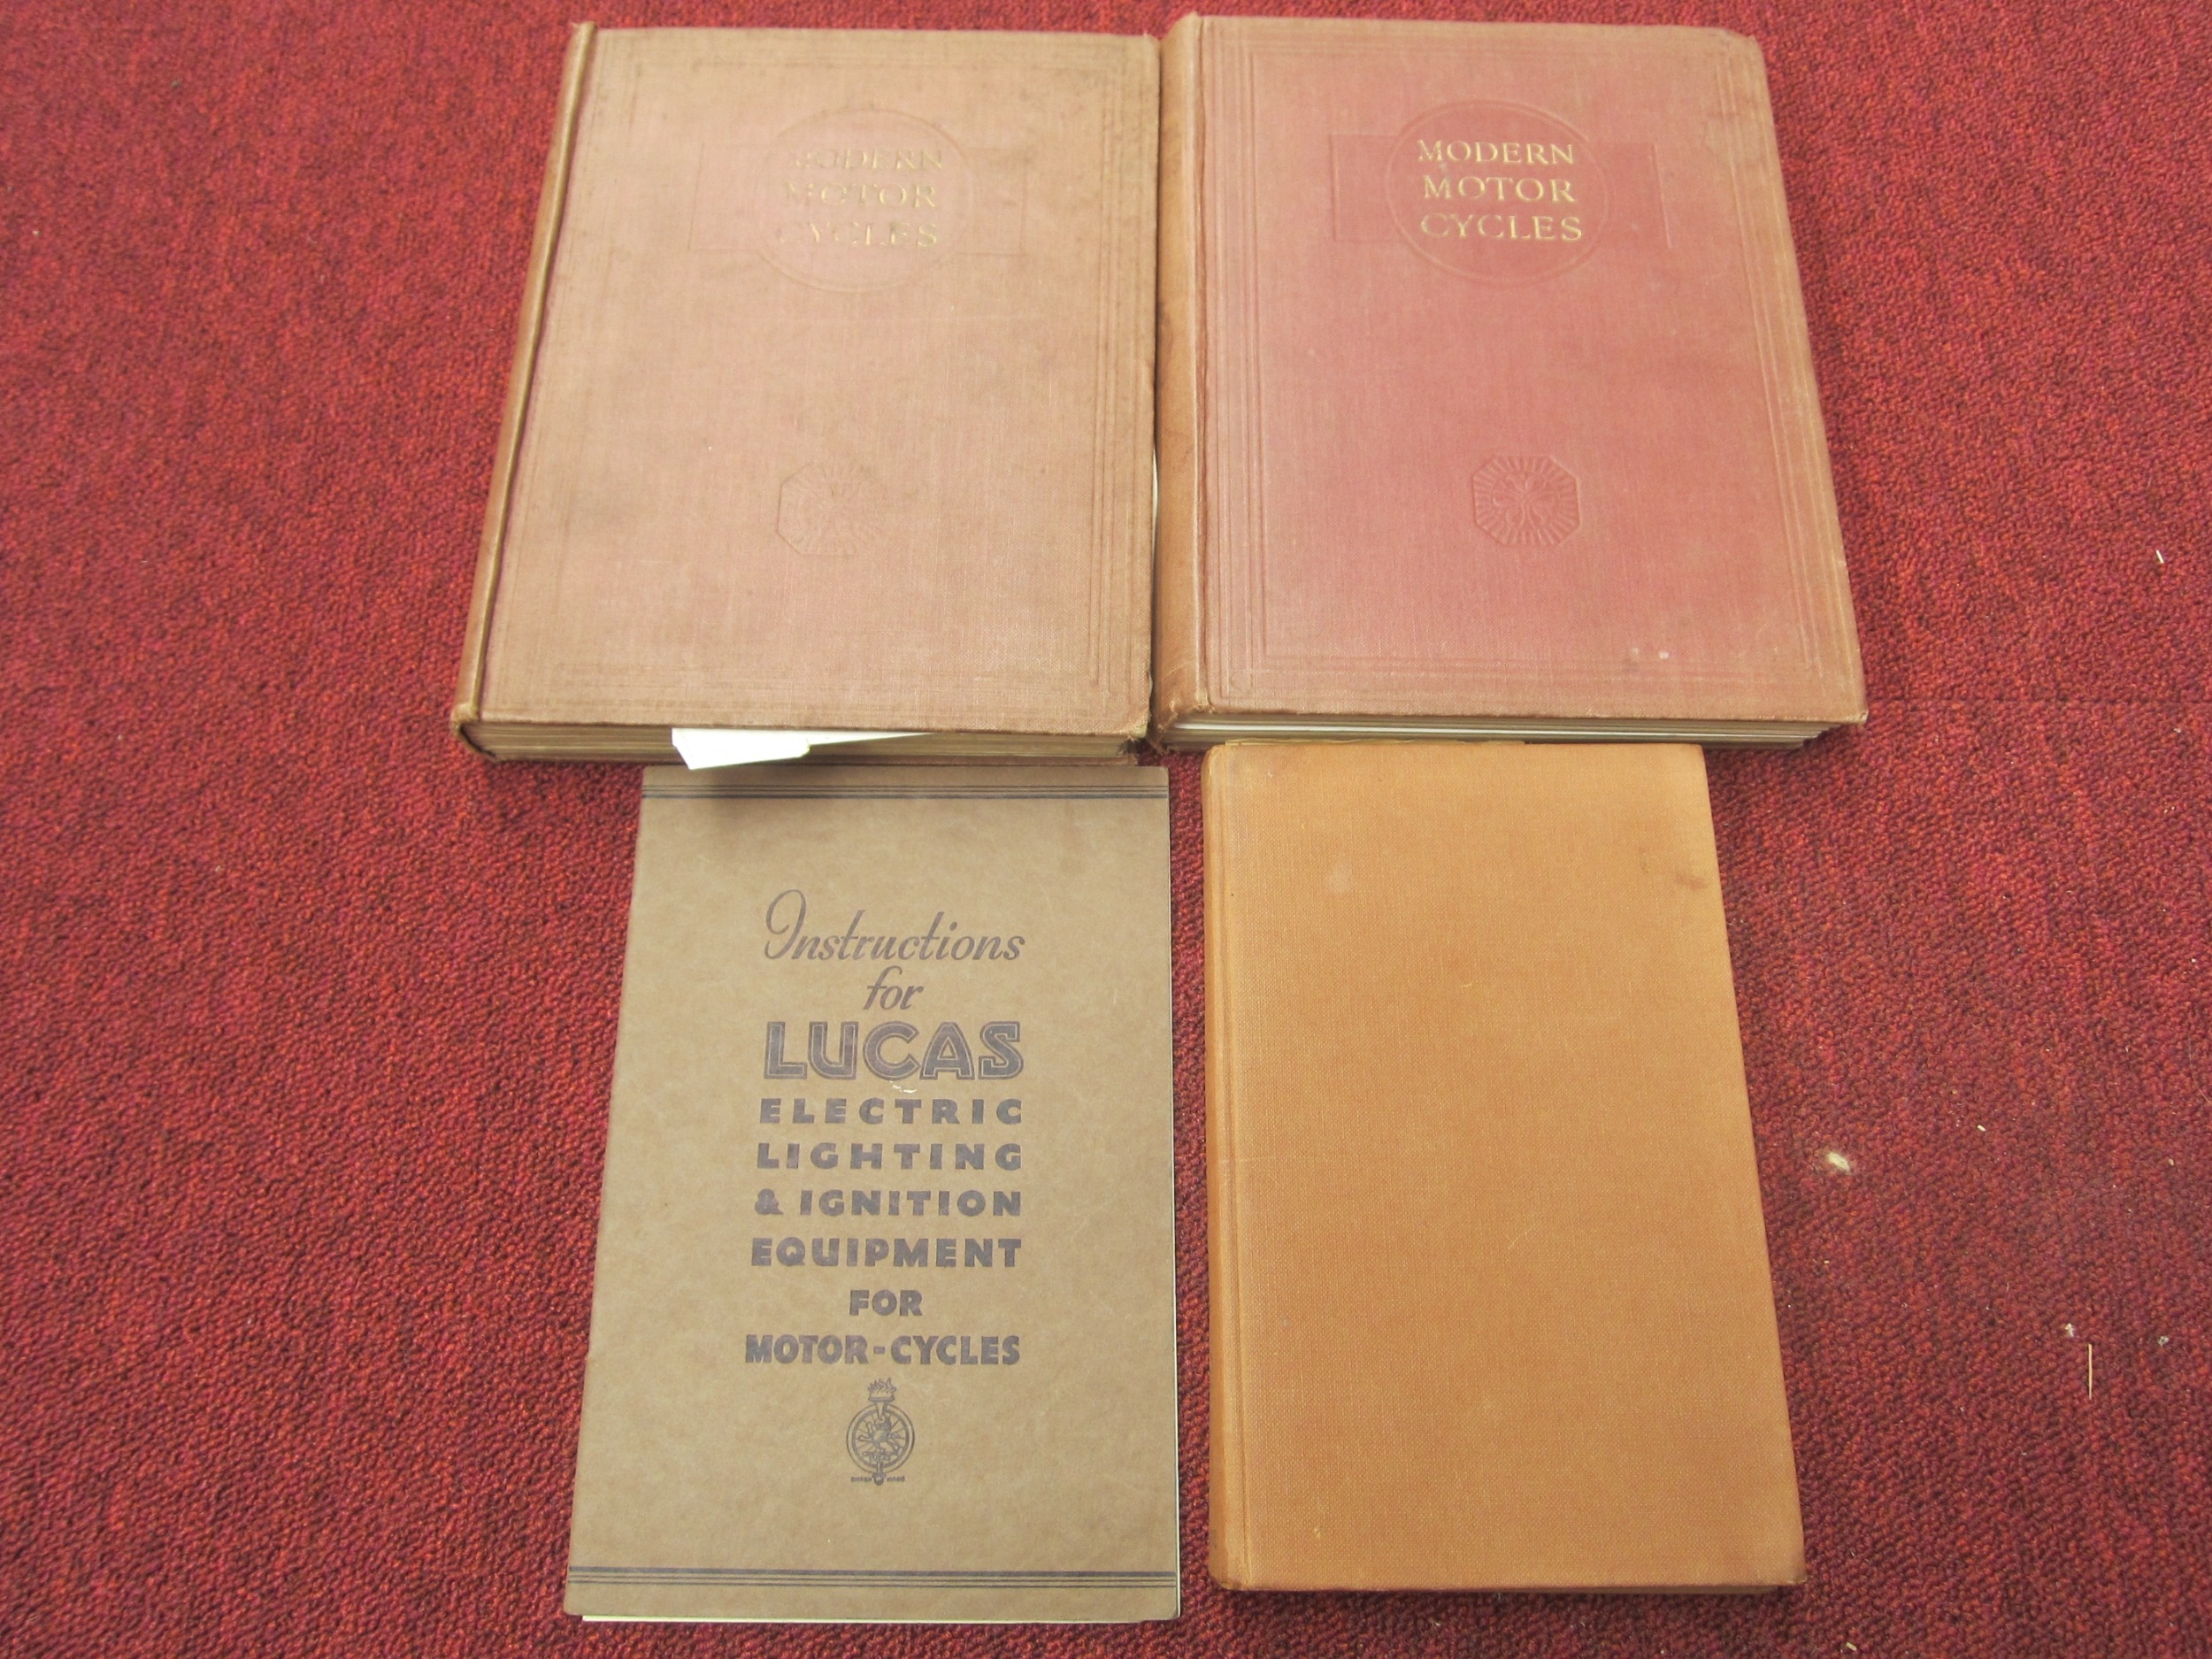 MODERN
MOTOR
CYCLES
MODERN
MOTOR
CYCLES
Instructions
for
LUCAS
ELECTRIC
LIGHTING
& IGNITION
EQUIPMENT
FOR
MOTOR-CYCLES